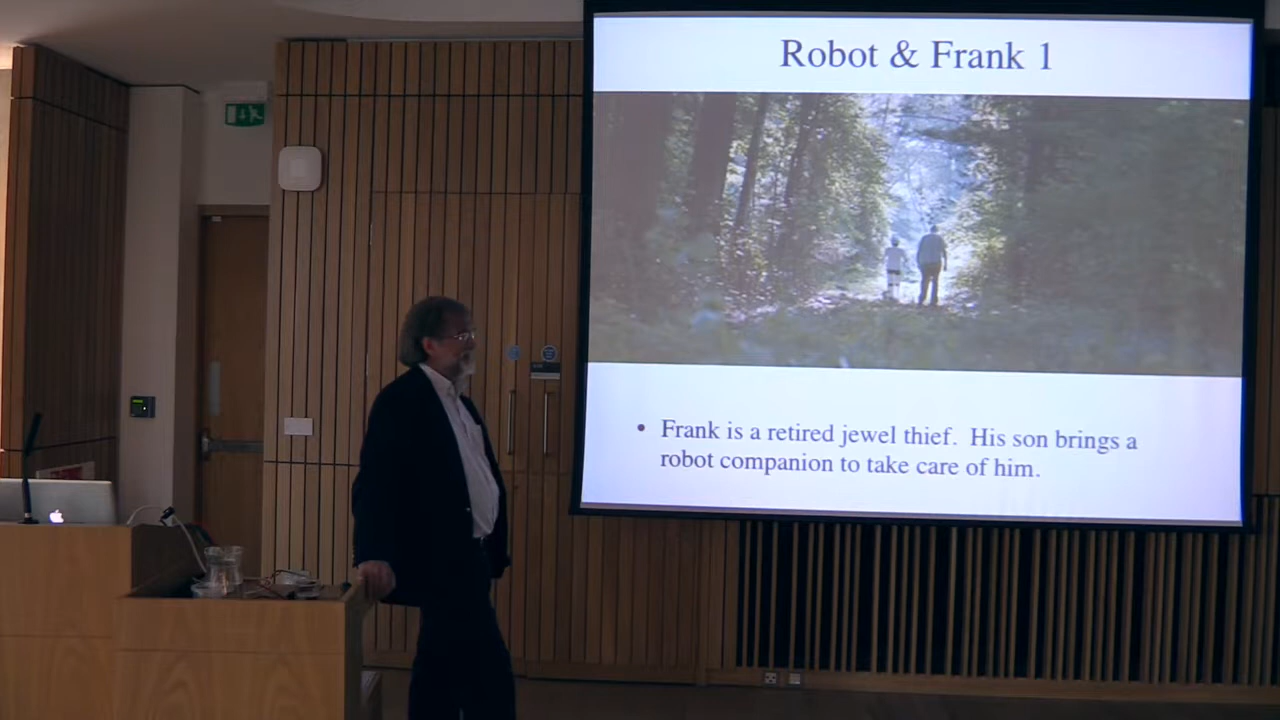 Robot & Frank 1
• Frank is a retired jewel thief. His son brings a
robot companion to take care of him.